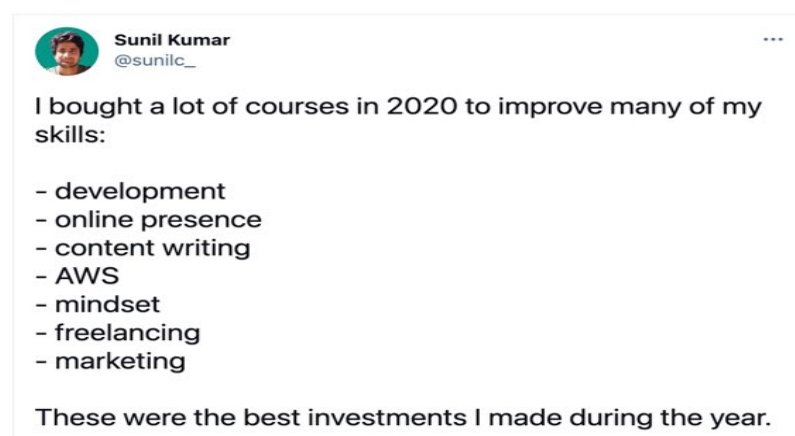 Sunil Kumar
@sunilc_
I bought a lot of courses in 2020 to improve many of my
skills:
- development
- online presence
- content writing
- AWS
- mindset
- freelancing
- marketing
These were the best investments I made during the year.